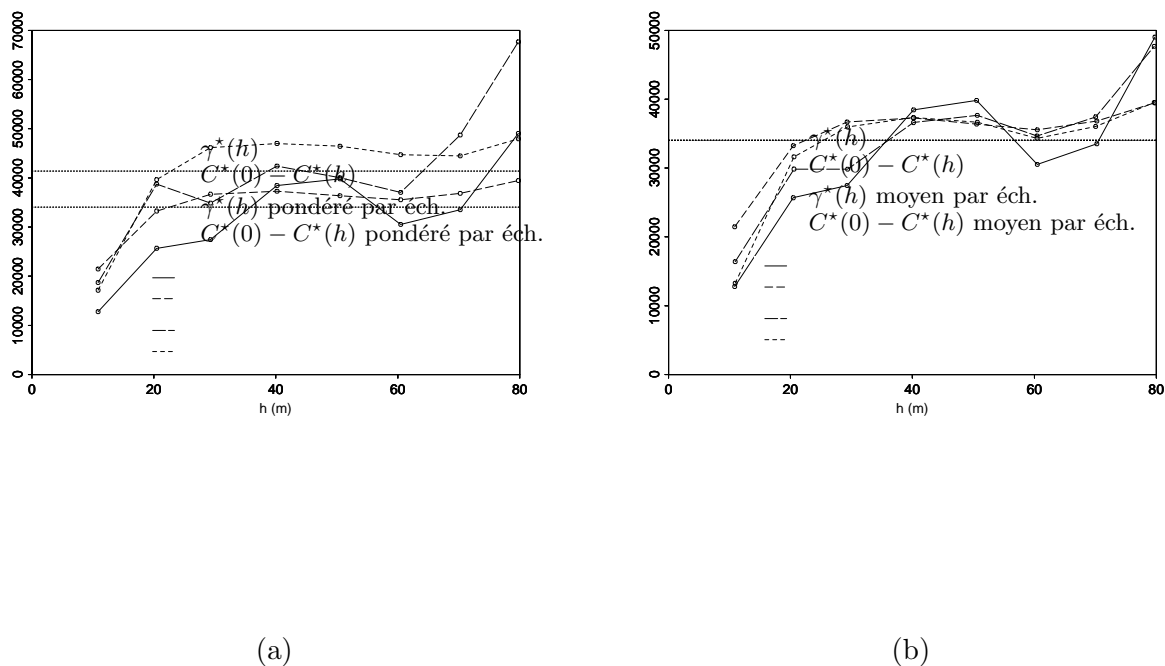 70000
60000
50000
40000
30000
20000
10000
0
γ⋆(h)
C⋆(0) − C⋆(h)
γ⋆(h) pondéré par éch.
C⋆(0) − C⋆(h) pondéré par éch.
0 20 40 60 80
h (m)
(a)
50000
40000
30000
20000
10000
0
γ⋆(h)
C⋆(0) − C⋆(h)
γ⋆(h) moyen par éch.
C⋆(0) − C⋆(h) moyen par éch.
0 20 40 60 80
h (m)
(b)